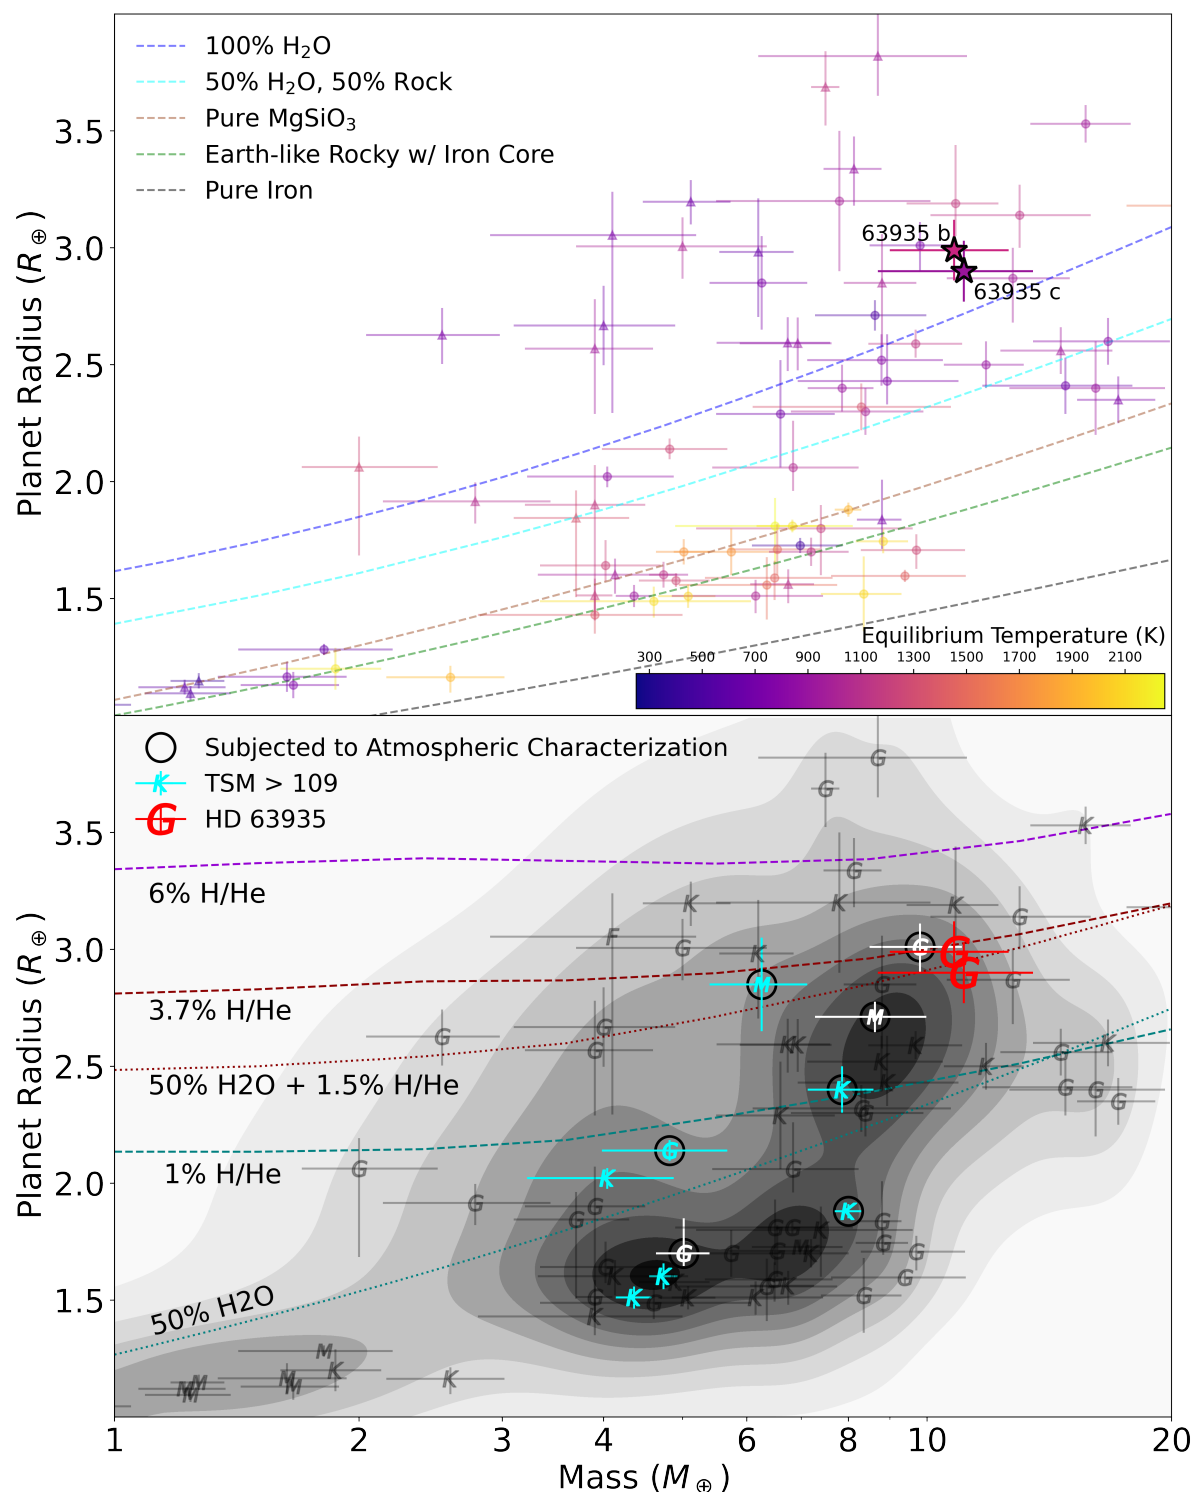 100% H₂O
50% H₂O, 50% Rock
Pure MgSiO₃
Earth-like Rocky w/ Iron Core
Pure Iron
3.5
3.0
2.5
2.0
1.5
Planet Radius (R⊕)
63935 b
63935 c
Equilibrium Temperature (K)
300 500 700 900 1100 1300 1500 1700 1900 2100
Subjected to Atmospheric Characterization
K TSM > 109
G HD 63935
3.5
3.0
2.5
2.0
1.5
Planet Radius (R⊕)
6% H/He
3.7% H/He
50% H2O + 1.5% H/He
1% H/He
50% H2O
1 2 3 4 6 8 10 20
Mass (M⊕)